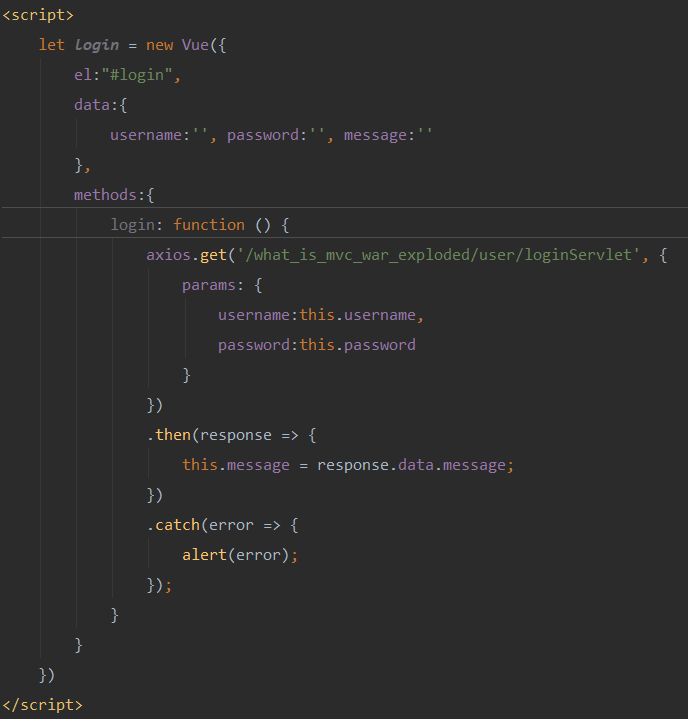 <script>
    let login = new Vue({
        el:"#login",
        data:{
            username:'', password:'', message:''
        },
        methods:{
            login: function () {
                axios.get('/what_is_mvc_war_exploded/user/loginServlet', {
                    params: {
                        username:this.username,
                        password:this.password
                    }
                })
                .then(response => {
                    this.message = response.data.message;
                })
                .catch(error => {
                    alert(error);
                });
            }
        }
    })
</script>